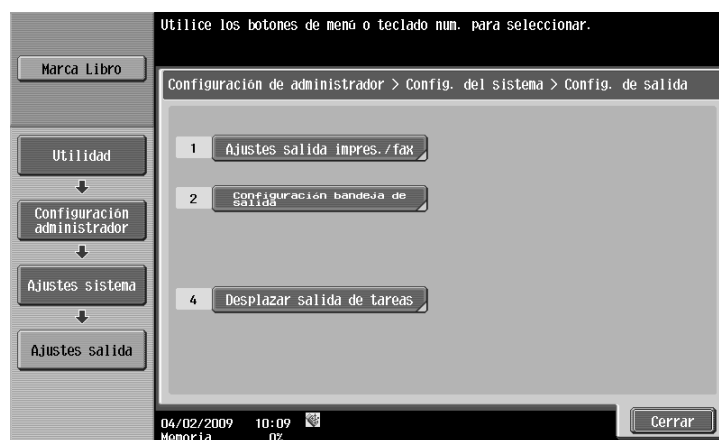 Utilice los botones de menú o teclado num. para seleccionar.
Marca Libro
Configuración de administrador > Config. del sistema > Config. de salida
Utilidad
Configuración
administrador
Ajustes sistema
Ajustes salida
1 Ajustes salida impres./fax
2 Configuración bandeja de
salida
4 Desplazar salida de tareas
04/02/2009 10:09
Memoria 0%
Cerrar